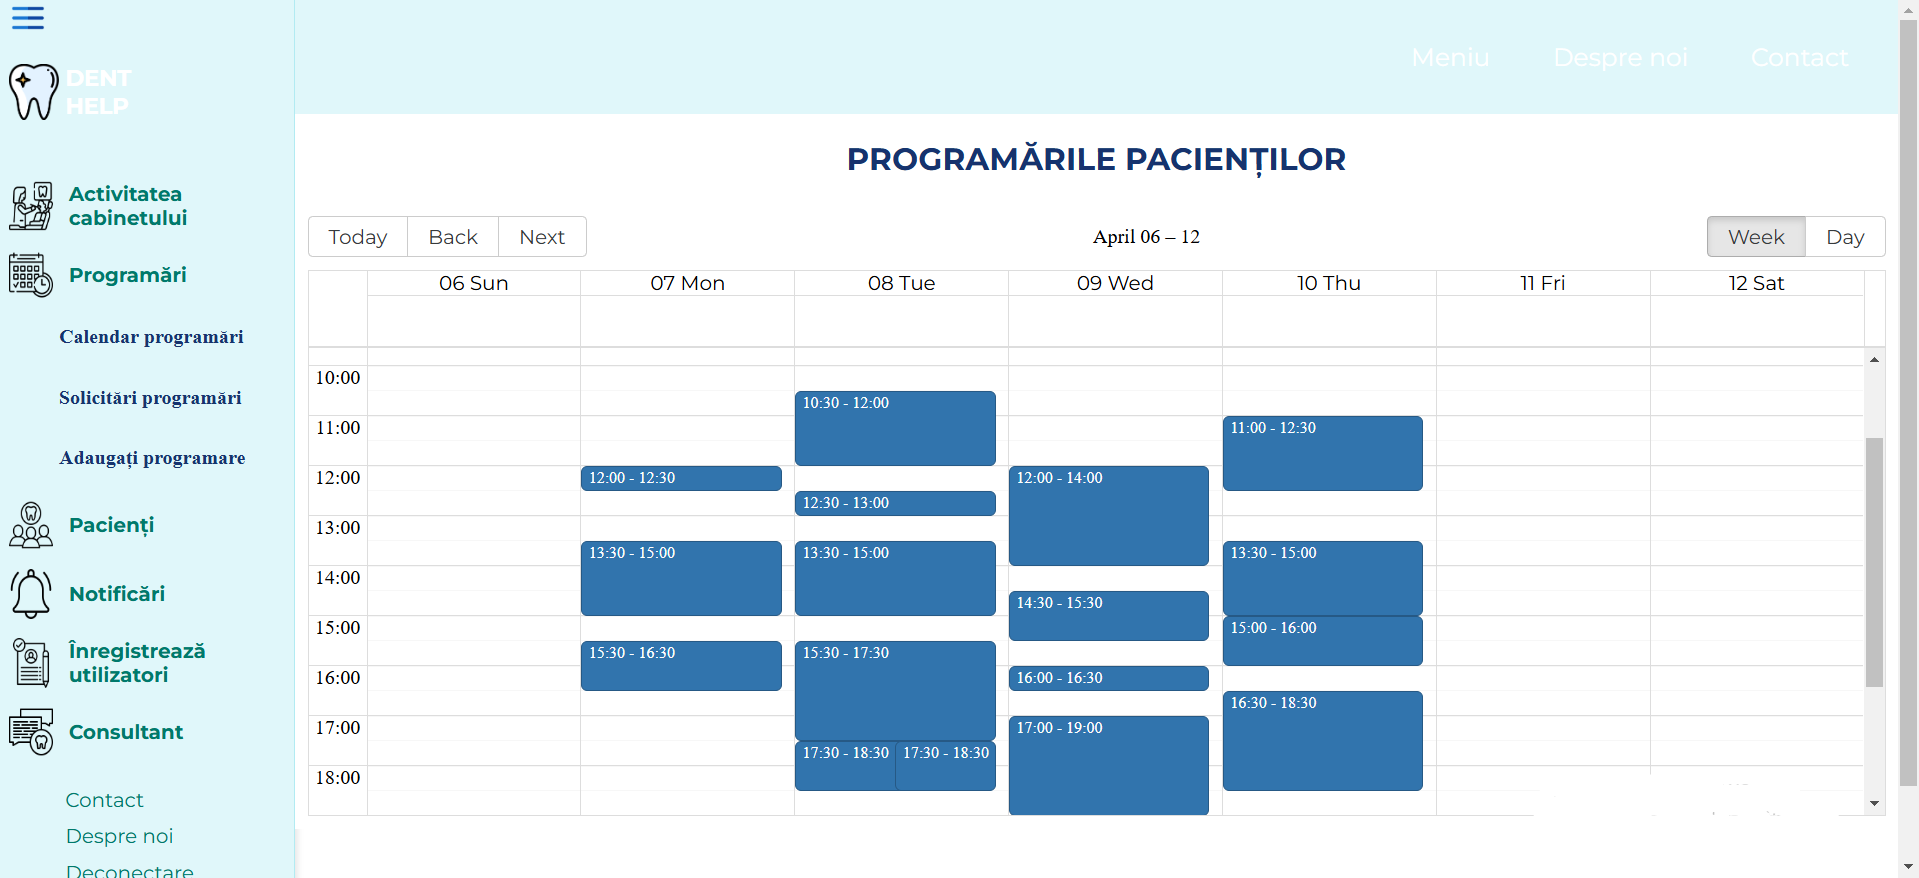 DENT
HELP
Meniu
Despre noi
Contact
Activitatea
cabinetului
Programări
Calendar programări
Solicitări programări
Adaugați programare
Pacienți
Notificări
Înregistrează
utilizatori
Consultant
Contact
Despre noi
Deconectare
PROGRAMĂRILE PACIENȚILOR
Today
Back
Next
April 06 – 12
Week
Day
06 Sun
07 Mon
08 Tue
09 Wed
10 Thu
11 Fri
12 Sat
10:00
11:00
12:00
13:00
14:00
15:00
16:00
17:00
18:00
12:00 - 12:30
13:30 - 15:00
15:30 - 16:30
10:30 - 12:00
12:30 - 13:00
13:30 - 15:00
15:30 - 17:30
17:30 - 18:30
17:30 - 18:30
12:00 - 14:00
14:30 - 15:30
16:00 - 16:30
17:00 - 19:00
11:00 - 12:30
13:30 - 15:00
15:00 - 16:00
16:30 - 18:30